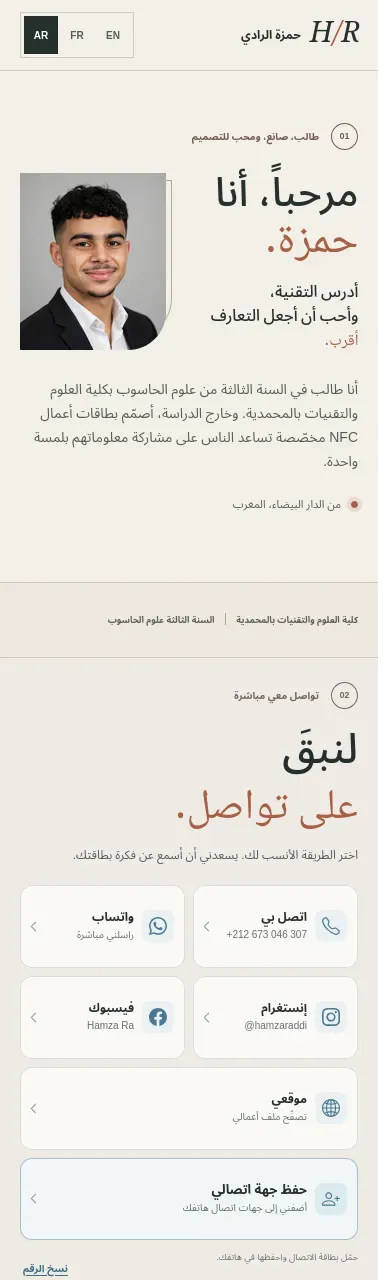 H/R حمزة الرادي
AR FR EN
01 طالب، صانع، ومحب للتصميم
مرحباً، أنا
حمزة.
أدرس التقنية،
وأحب أن أجعل التعارف
أقرب.
أنا طالب في السنة الثالثة من علوم الحاسوب بكلية العلوم
والتقنيات بالمحمدية. وخارج الدراسة، أصمّم بطاقات أعمال
NFC مخصّصة تساعد الناس على مشاركة معلوماتهم بلمسة
واحدة.
من الدار البيضاء، المغرب
كلية العلوم والتقنيات بالمحمدية
السنة الثالثة علوم الحاسوب
02 تواصل معي مباشرة
لنبقَ
على تواصل.
اختر الطريقة الأنسب لك. يسعدني أن أسمع عن فكرة بطاقتك.
اتصل بي
+212 673 046 307
واتساب
راسلني مباشرة
إنستغرام
@hamzaraddi
فيسبوك
Hamza Ra
موقعي
تصفّح ملف أعمالي
حفظ جهة اتصالي
أضفني إلى جهات اتصال هاتفك
حمّل بطاقة الاتصال واحفظها في هاتفك.
نسخ الرقم